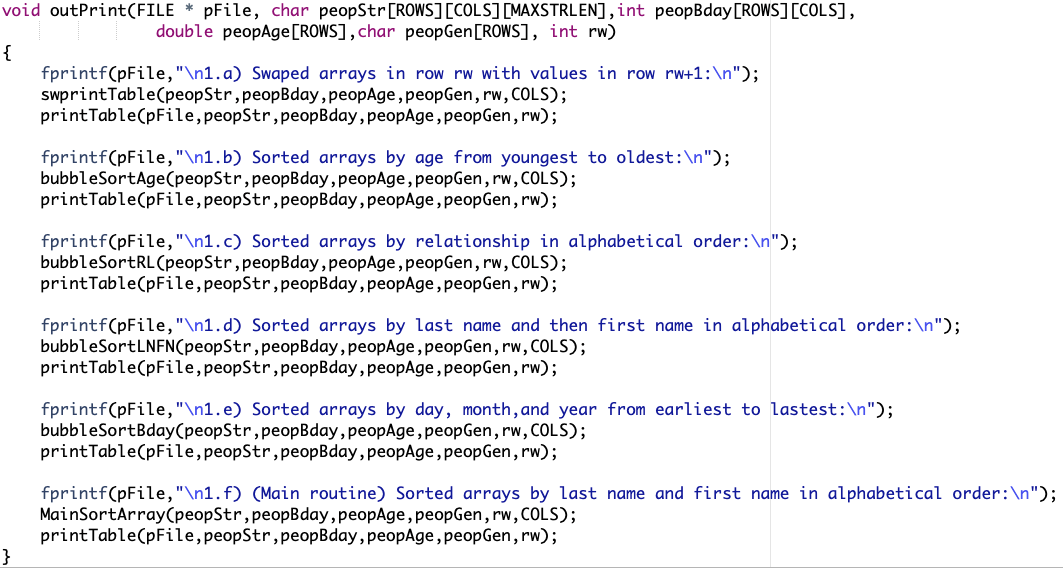 void outPrint(FILE * pFile, char peopStr[ROWS][COLS][MAXSTRLEN],int peopBday[ROWS][COLS],
double peopAge[ROWS],char peopGen[ROWS], int rw)
{
fprintf(pFile,"\n1.a) Swaped arrays in row rw with values in row rw+1:\n");
swprintTable(peopStr,peopBday,peopAge,peopGen,rw,COLS);
printTable(pFile,peopStr,peopBday,peopAge,peopGen,rw);
fprintf(pFile,"\n1.b) Sorted arrays by age from youngest to oldest:\n");
bubbleSortAge(peopStr,peopBday,peopAge,peopGen,rw,COLS);
printTable(pFile,peopStr,peopBday,peopAge,peopGen,rw);
fprintf(pFile,"\n1.c) Sorted arrays by relationship in alphabetical order:\n");
bubbleSortRL(peopStr,peopBday,peopAge,peopGen,rw,COLS);
printTable(pFile,peopStr,peopBday,peopAge,peopGen,rw);
fprintf(pFile,"\n1.d) Sorted arrays by last name and then first name in alphabetical order:\n");
bubbleSortLNFN(peopStr,peopBday,peopAge,peopGen,rw,COLS);
printTable(pFile,peopStr,peopBday,peopAge,peopGen,rw);
fprintf(pFile,"\n1.e) Sorted arrays by day, month,and year from earliest to lastest:\n");
bubbleSortBday(peopStr,peopBday,peopAge,peopGen,rw,COLS);
printTable(pFile,peopStr,peopBday,peopAge,peopGen,rw);
fprintf(pFile,"\n1.f) (Main routine) Sorted arrays by last name and first name in alphabetical order:\n");
MainSortArray(peopStr,peopBday,peopAge,peopGen,rw,COLS);
printTable(pFile,peopStr,peopBday,peopAge,peopGen,rw);
}